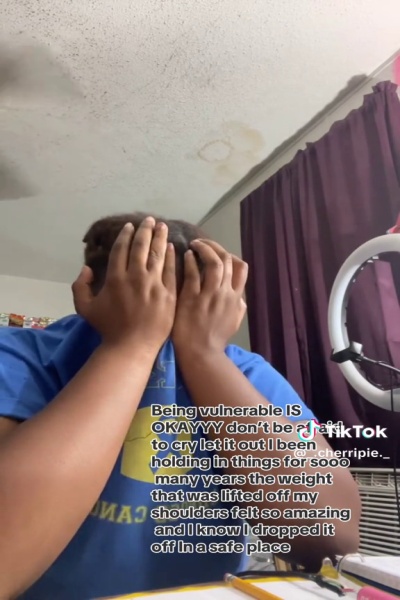 Being vulnerable IS
OKAYYY don't be afraid
to cry let it out I been
holding in things for sooo
many years the weight
that was lifted off my
shoulders felt so amazing
and I know I dropped it
off In a safe place
TikTok
@__cherripie._